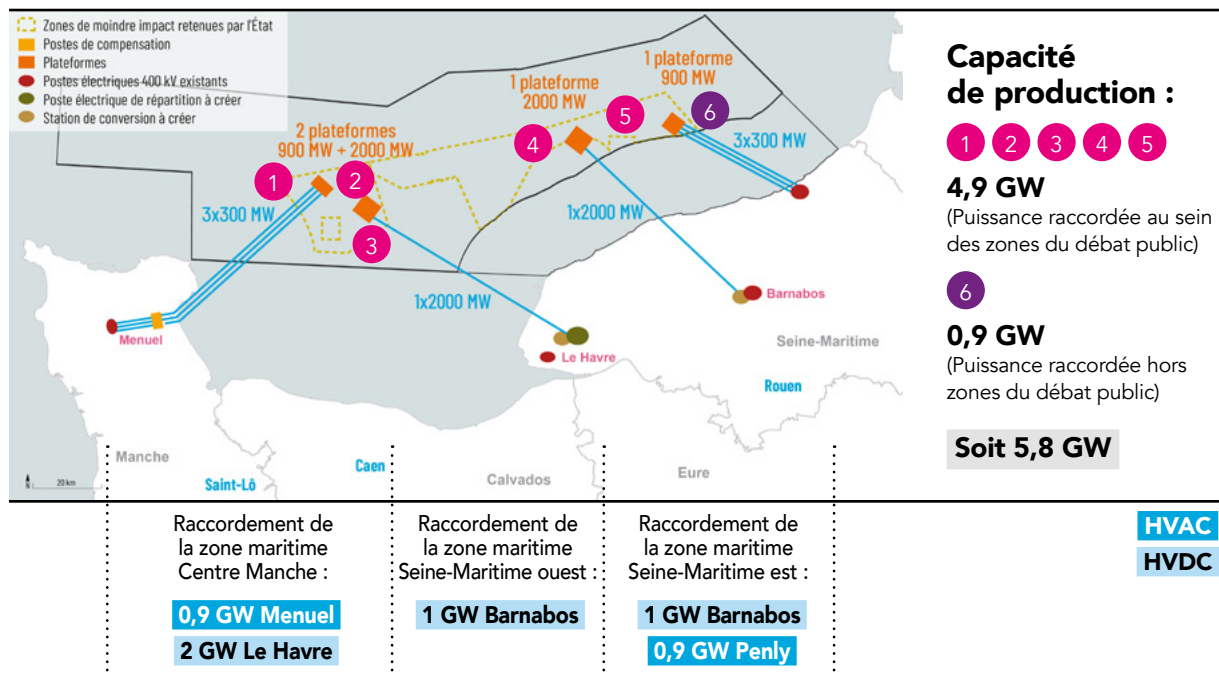 Zones de moindre impact retenues par l'État
Postes de compensation
Plateformes
Postes électriques 400 kV existants
Poste électrique de répartition à créer
Station de conversion à créer
1 plateforme
900 MW
1 plateforme
2000 MW
2 plateformes
900 MW + 2000 MW
1
2
3
4
5
6
3x300 MW
3x300 MW
1x2000 MW
1x2000 MW
Menuel
Barnabos
Le Havre
Seine-Maritime
Rouen
Manche
Saint-Lô
Caen
Calvados
Eure
N
20 km
Capacité
de production :
1 2 3 4 5
4,9 GW
(Puissance raccordée au sein
des zones du débat public)
6
0,9 GW
(Puissance raccordée hors
zones du débat public)
Soit 5,8 GW
Raccordement de
la zone maritime
Centre Manche :
0,9 GW Menuel
2 GW Le Havre
Raccordement de
la zone maritime
Seine-Maritime ouest :
1 GW Barnabos
Raccordement de
la zone maritime
Seine-Maritime est :
1 GW Barnabos
0,9 GW Penly
HVAC
HVDC